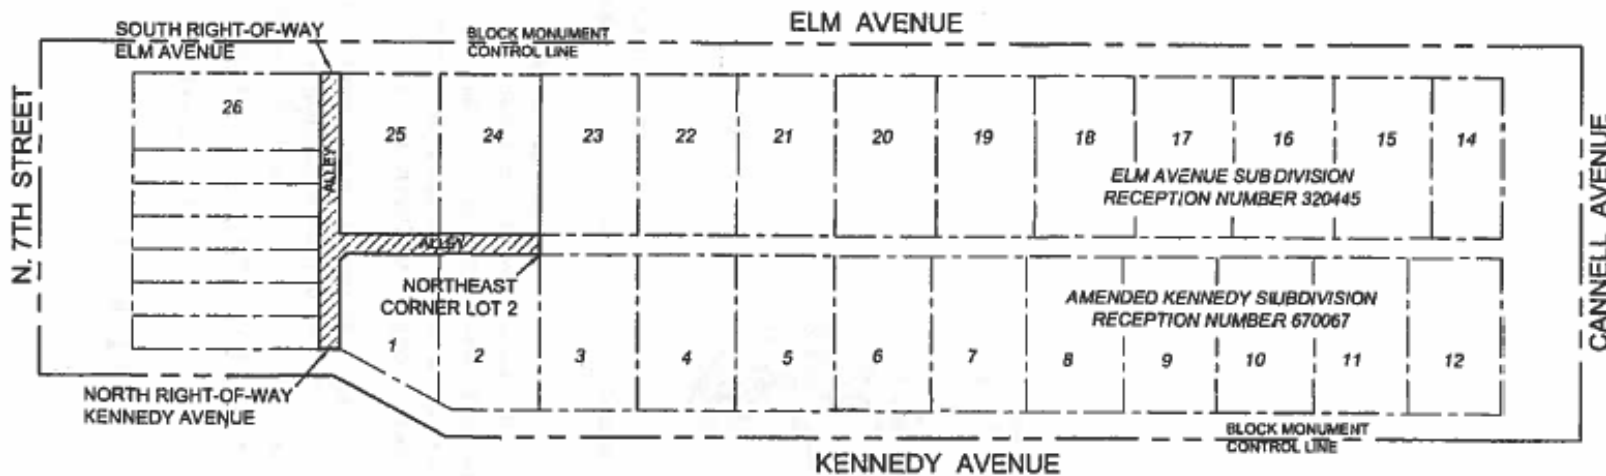 ELM AVENUE
SOUTH RIGHT-OF-WAY
ELM AVENUE
BLOCK MONUMENT
CONTROL LINE
N. 7TH STREET
CANNELL AVENUE
26
25
24
23
22
21
20
19
18
17
16
15
14
ALLEY
ELM AVENUE SUBDIVISION
RECEPTION NUMBER 320445
ALLEY
NORTHEAST
CORNER LOT 2
AMENDED KENNEDY SUBDIVISION
RECEPTION NUMBER 670067
1
2
3
4
5
6
7
8
9
10
11
12
NORTH RIGHT-OF-WAY
KENNEDY AVENUE
BLOCK MONUMENT
CONTROL LINE
KENNEDY AVENUE